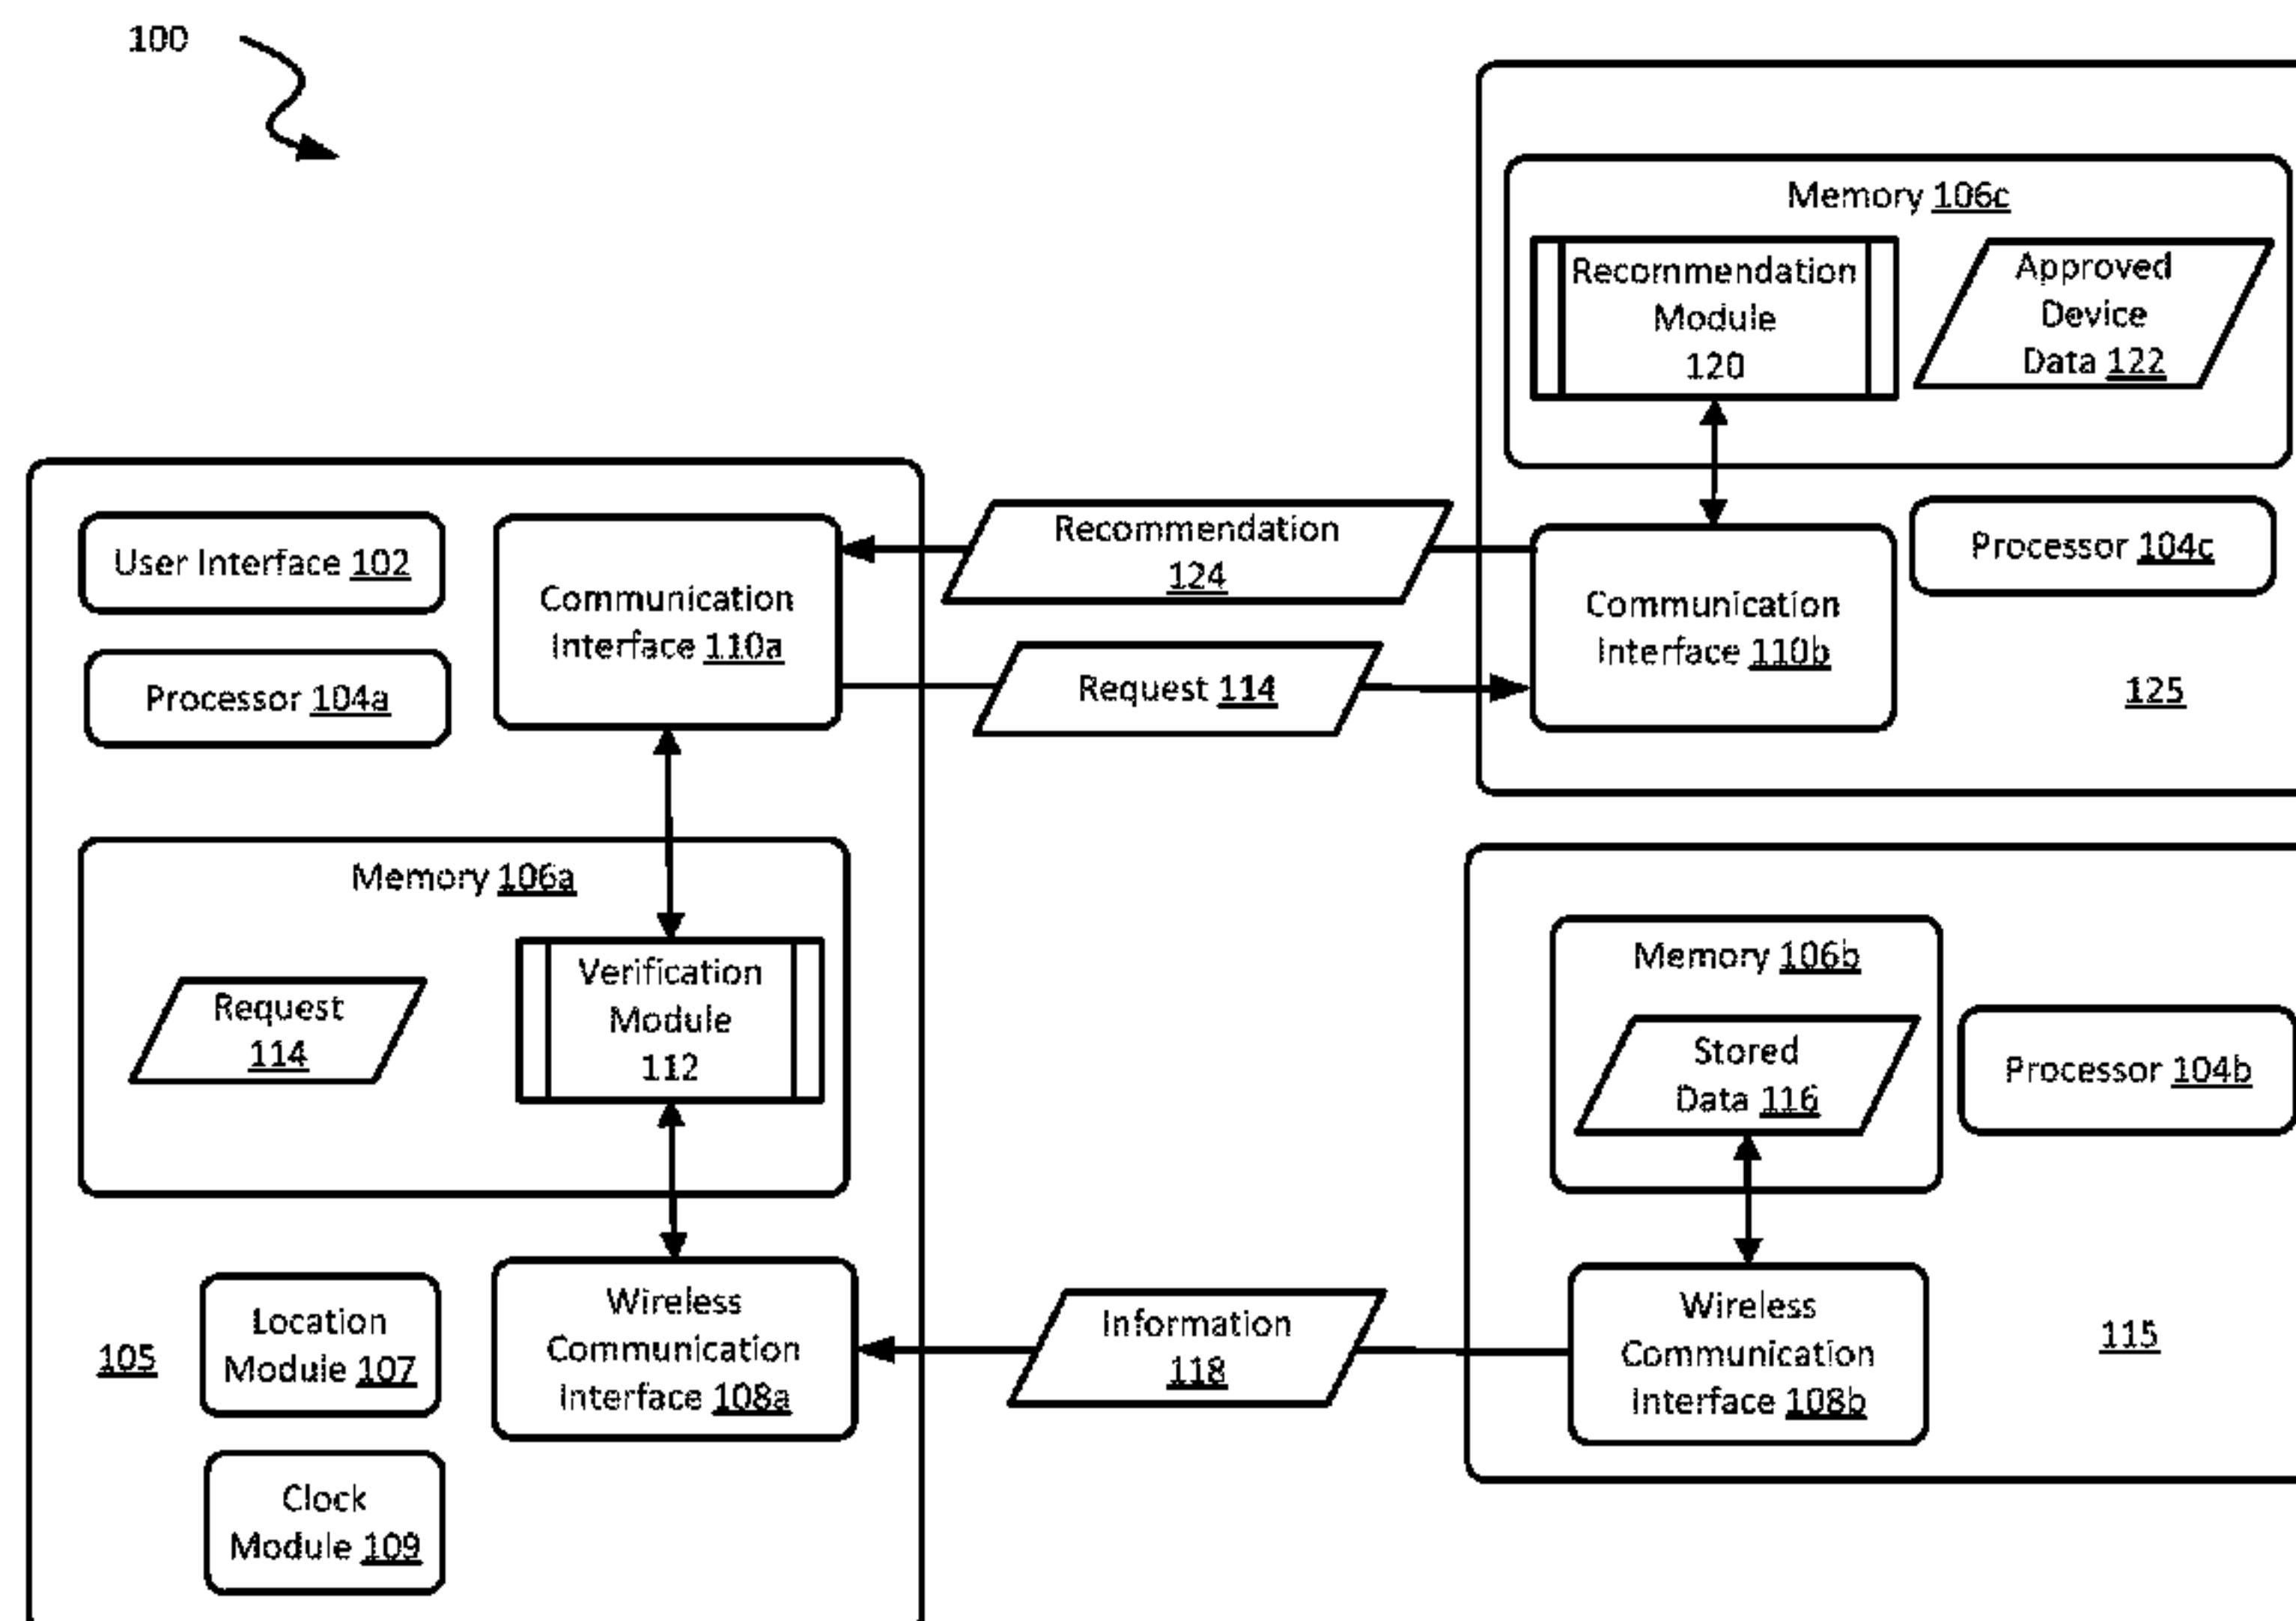 100
Memory 106c
Recommendation
Module
120
Approved
Device
Data 122
Processor 104c
Communication
Interface 110b
125
Recommendation
124
Request 114
User Interface 102
Processor 104a
Communication
Interface 110a
Memory 106a
Request
114
Verification
Module
112
105
Location
Module 107
Clock
Module 109
Wireless
Communication
Interface 108a
Information
118
Memory 106b
Stored
Data 116
Processor 104b
Wireless
Communication
Interface 108b
115